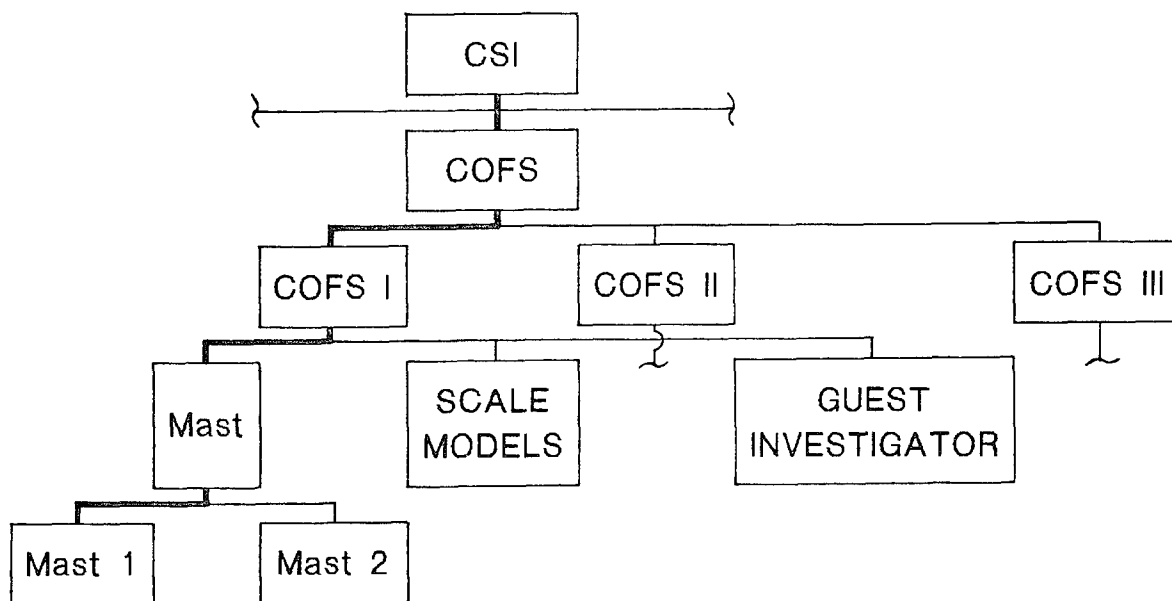 CSI
COFS
COFS I
COFS II
COFS III
Mast
SCALE
MODELS
GUEST
INVESTIGATOR
Mast 1
Mast 2